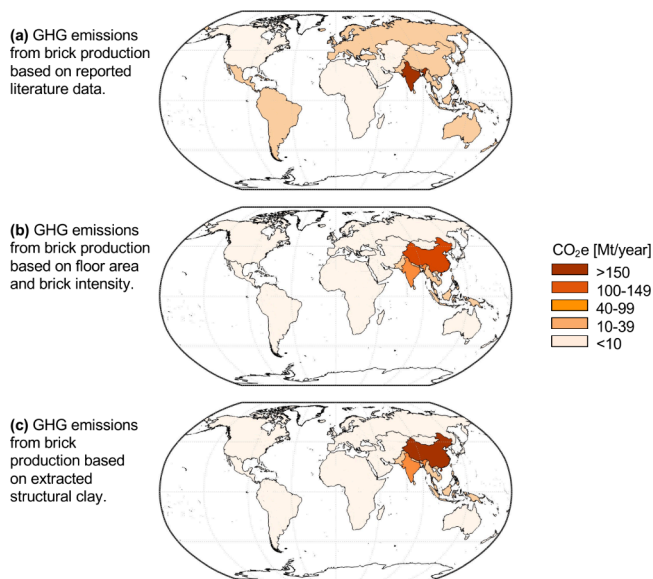 (a) GHG emissions
from brick production
based on reported
literature data.
(b) GHG emissions
from brick production
based on floor area
and brick intensity.
CO₂e [Mt/year]
>150
100-149
40-99
10-39
<10
(c) GHG emissions
from brick
production based
on extracted
structural clay.